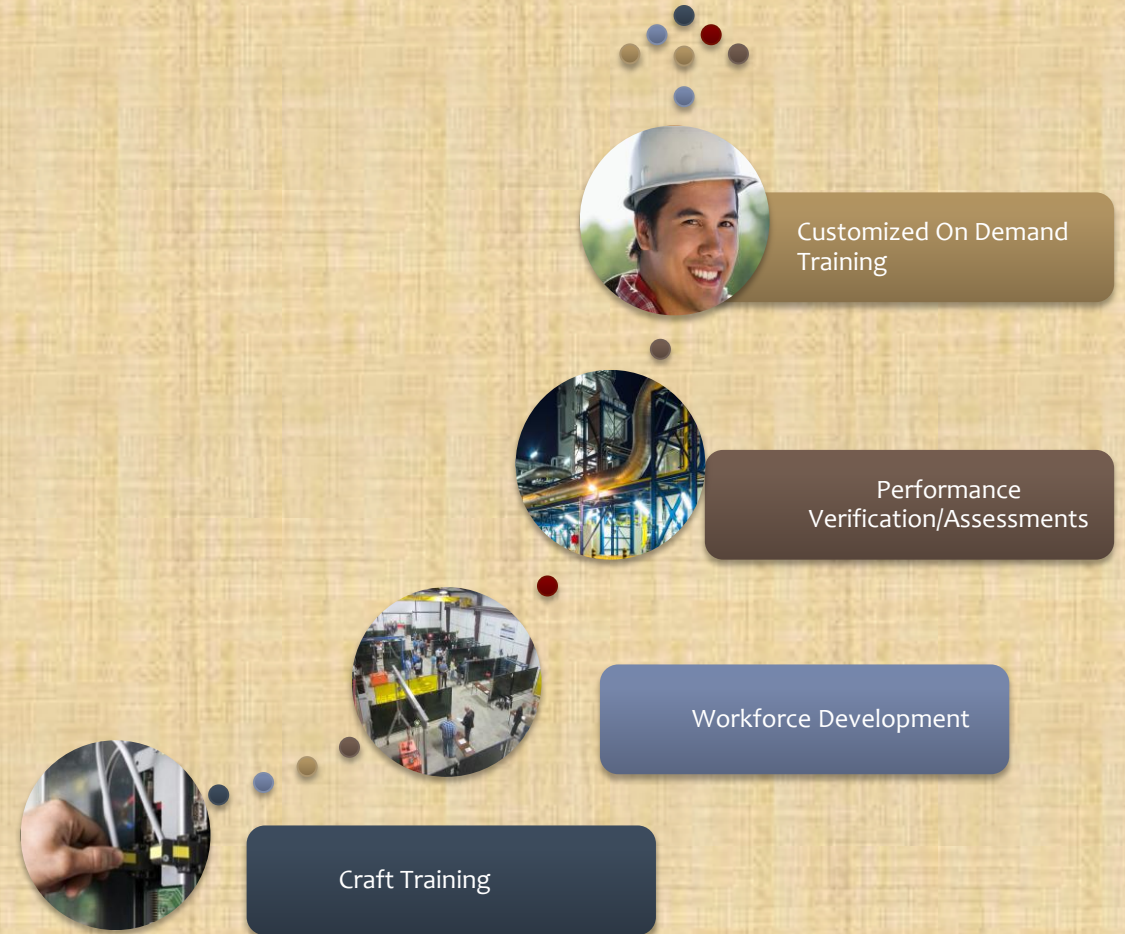 Customized On Demand
Training
Performance
Verification/Assessments
Workforce Development
Craft Training